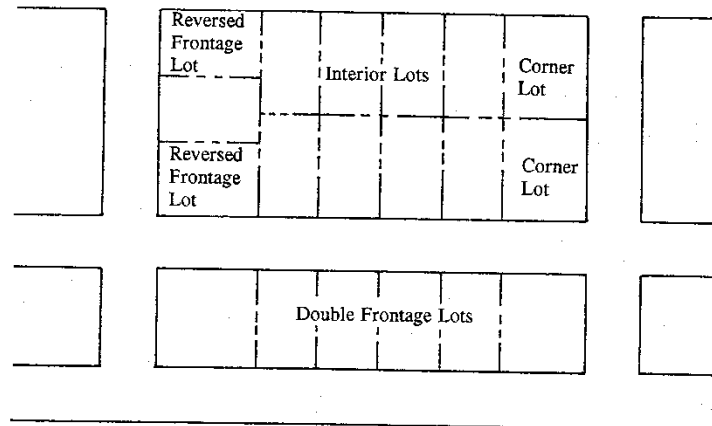 Reversed
Frontage
Lot
Interior Lots
Corner
Lot
Reversed
Frontage
Lot
Corner
Lot
Double Frontage Lots